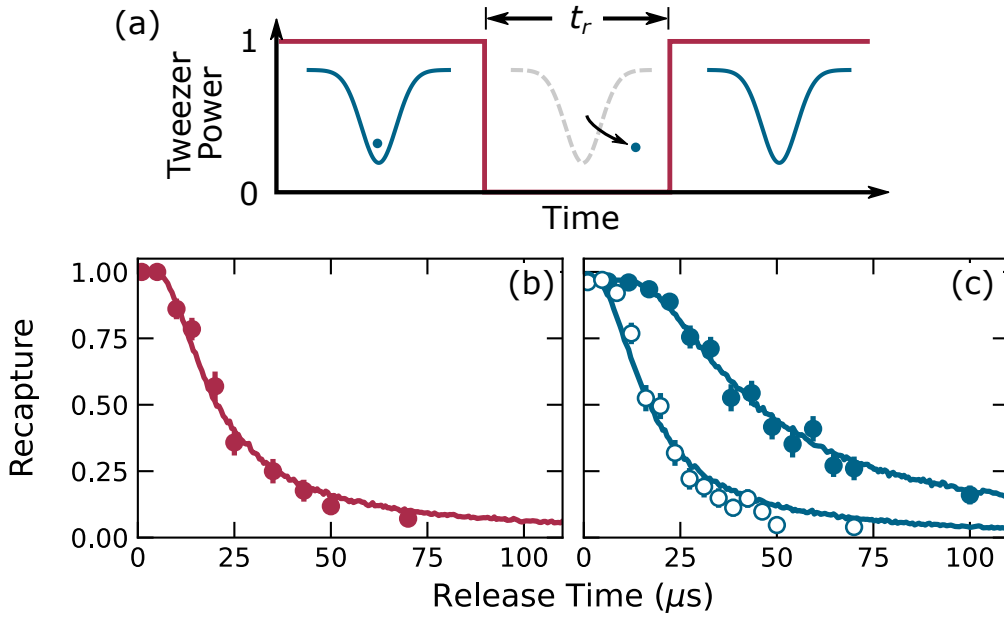 (a)
t_r
1
0
Tweezer
Power
Time
(b)
(c)
1.00
0.75
0.50
0.25
0.00
Recapture
0 25 50 75 100
0 25 50 75 100
Release Time (μs)